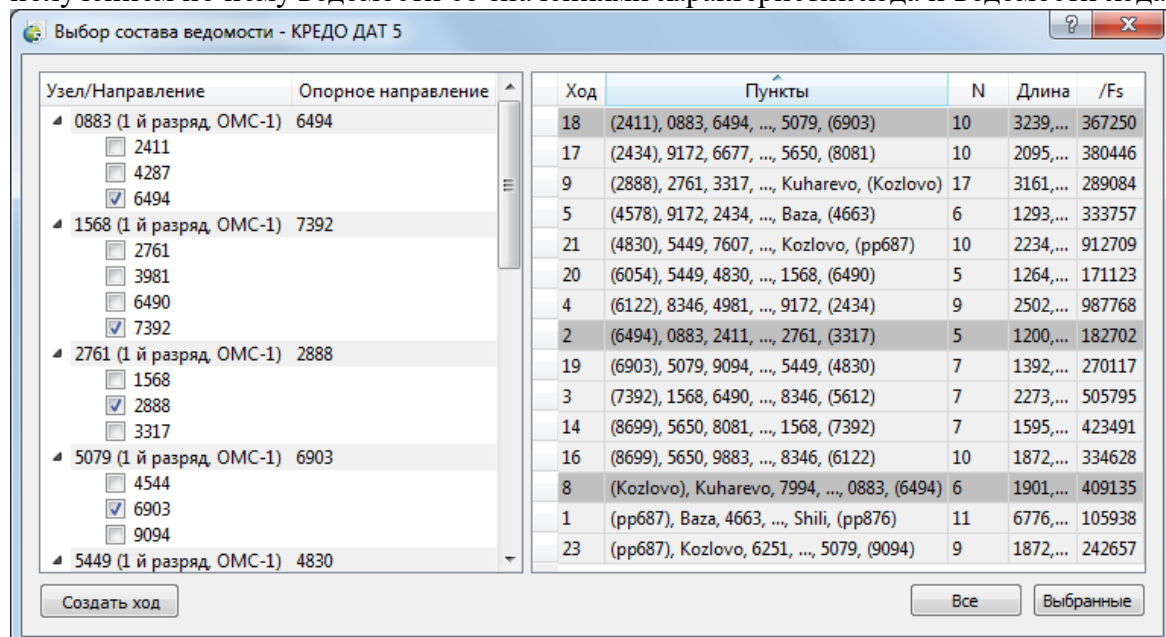 Выбор состава ведомости - КРЕДО ДАТ 5
Узел/Направление Опорное направление
0883 (1 й разряд, ОМС-1) 6494
2411
4287
6494
1568 (1 й разряд, ОМС-1) 7392
2761
3981
6490
7392
2761 (1 й разряд, ОМС-1) 2888
1568
2888
3317
5079 (1 й разряд, ОМС-1) 6903
4544
6903
9094
5449 (1 й разряд, ОМС-1) 4830
Ход Пункты N Длина /Fs
18 (2411), 0883, 6494, ..., 5079, (6903) 10 3239,... 367250
17 (2434), 9172, 6677, ..., 5650, (8081) 10 2095,... 380446
9 (2888), 2761, 3317, ..., Kuharevo, (Kozlovo) 17 3161,... 289084
5 (4578), 9172, 2434, ..., Baza, (4663) 6 1293,... 333757
21 (4830), 5449, 7607, ..., Kozlovo, (pp687) 10 2234,... 912709
20 (6054), 5449, 4830, ..., 1568, (6490) 5 1264,... 171123
4 (6122), 8346, 4981, ..., 9172, (2434) 9 2502,... 987768
2 (6494), 0883, 2411, ..., 2761, (3317) 5 1200,... 182702
19 (6903), 5079, 9094, ..., 5449, (4830) 7 1392,... 270117
3 (7392), 1568, 6490, ..., 8346, (5612) 7 2273,... 505795
14 (8699), 5650, 8081, ..., 1568, (7392) 7 1595,... 423491
16 (8699), 5650, 9883, ..., 8346, (6122) 10 1872,... 334628
8 (Kozlovo), Kuharevo, 7994, ..., 0883, (6494) 6 1901,... 409135
1 (pp687), Baza, 4663, ..., Shili, (pp876) 11 6776,... 105938
23 (pp687), Kozlovo, 6251, ..., 5079, (9094) 9 1872,... 242657
Создать ход Все Выбранные